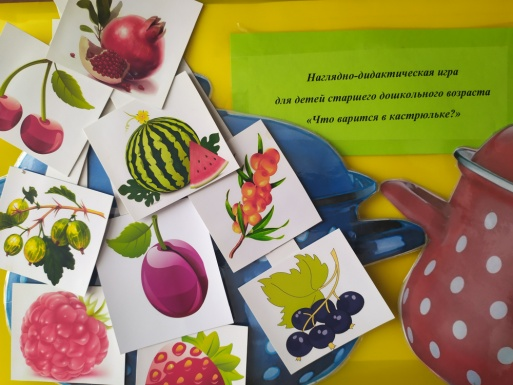 Наглядно-дидактическая игра
для детей старшего дошкольного возраста
«Что варится в кастрюльке?»